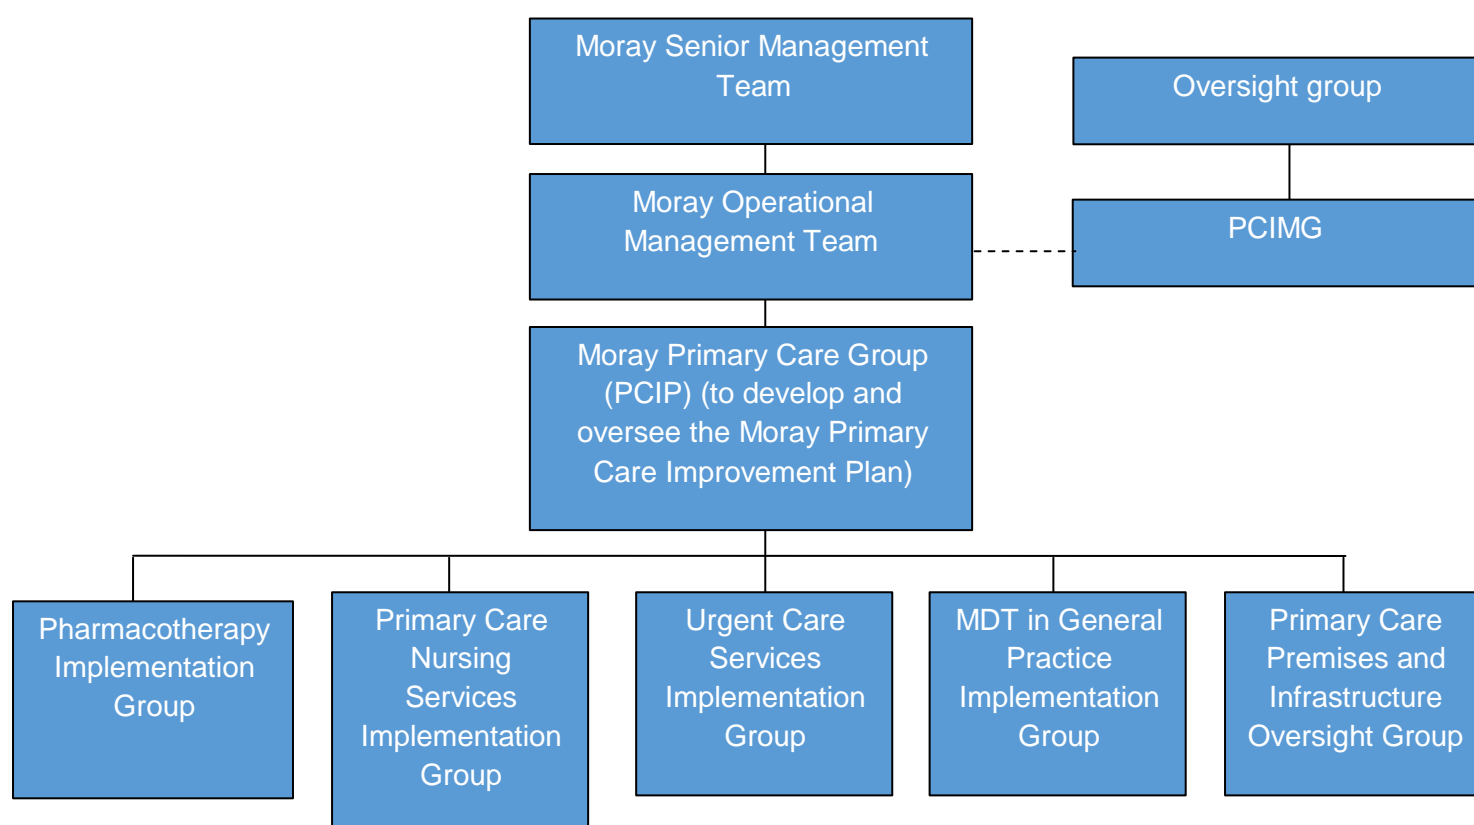 Moray Senior Management
Team
Oversight group
Moray Operational
Management Team
PCIMG
Moray Primary Care Group
(PCIP) (to develop and
oversee the Moray Primary
Care Improvement Plan)
Pharmacotherapy
Implementation
Group
Primary Care
Nursing
Services
Implementation
Group
Urgent Care
Services
Implementation
Group
MDT in General
Practice
Implementation
Group
Primary Care
Premises and
Infrastructure
Oversight Group